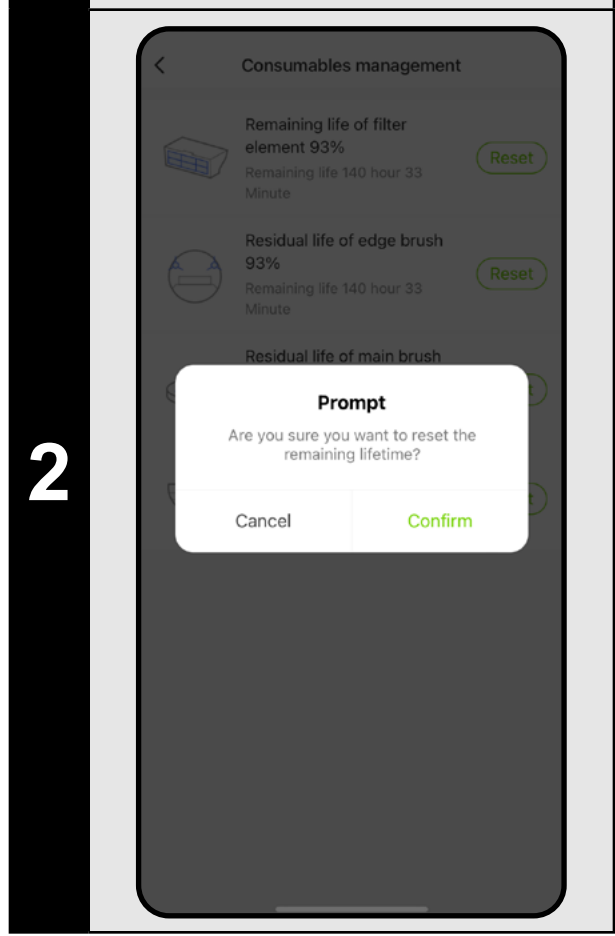 Consumables management
Remaining life of filter
element 93%
Reset
Remaining life 140 hour 33
Minute
Residual life of edge brush
93%
Reset
Remaining life 140 hour 33
Minute
Residual life of main brush
Prompt
Are you sure you want to reset the
remaining lifetime?
2
Cancel
Confirm